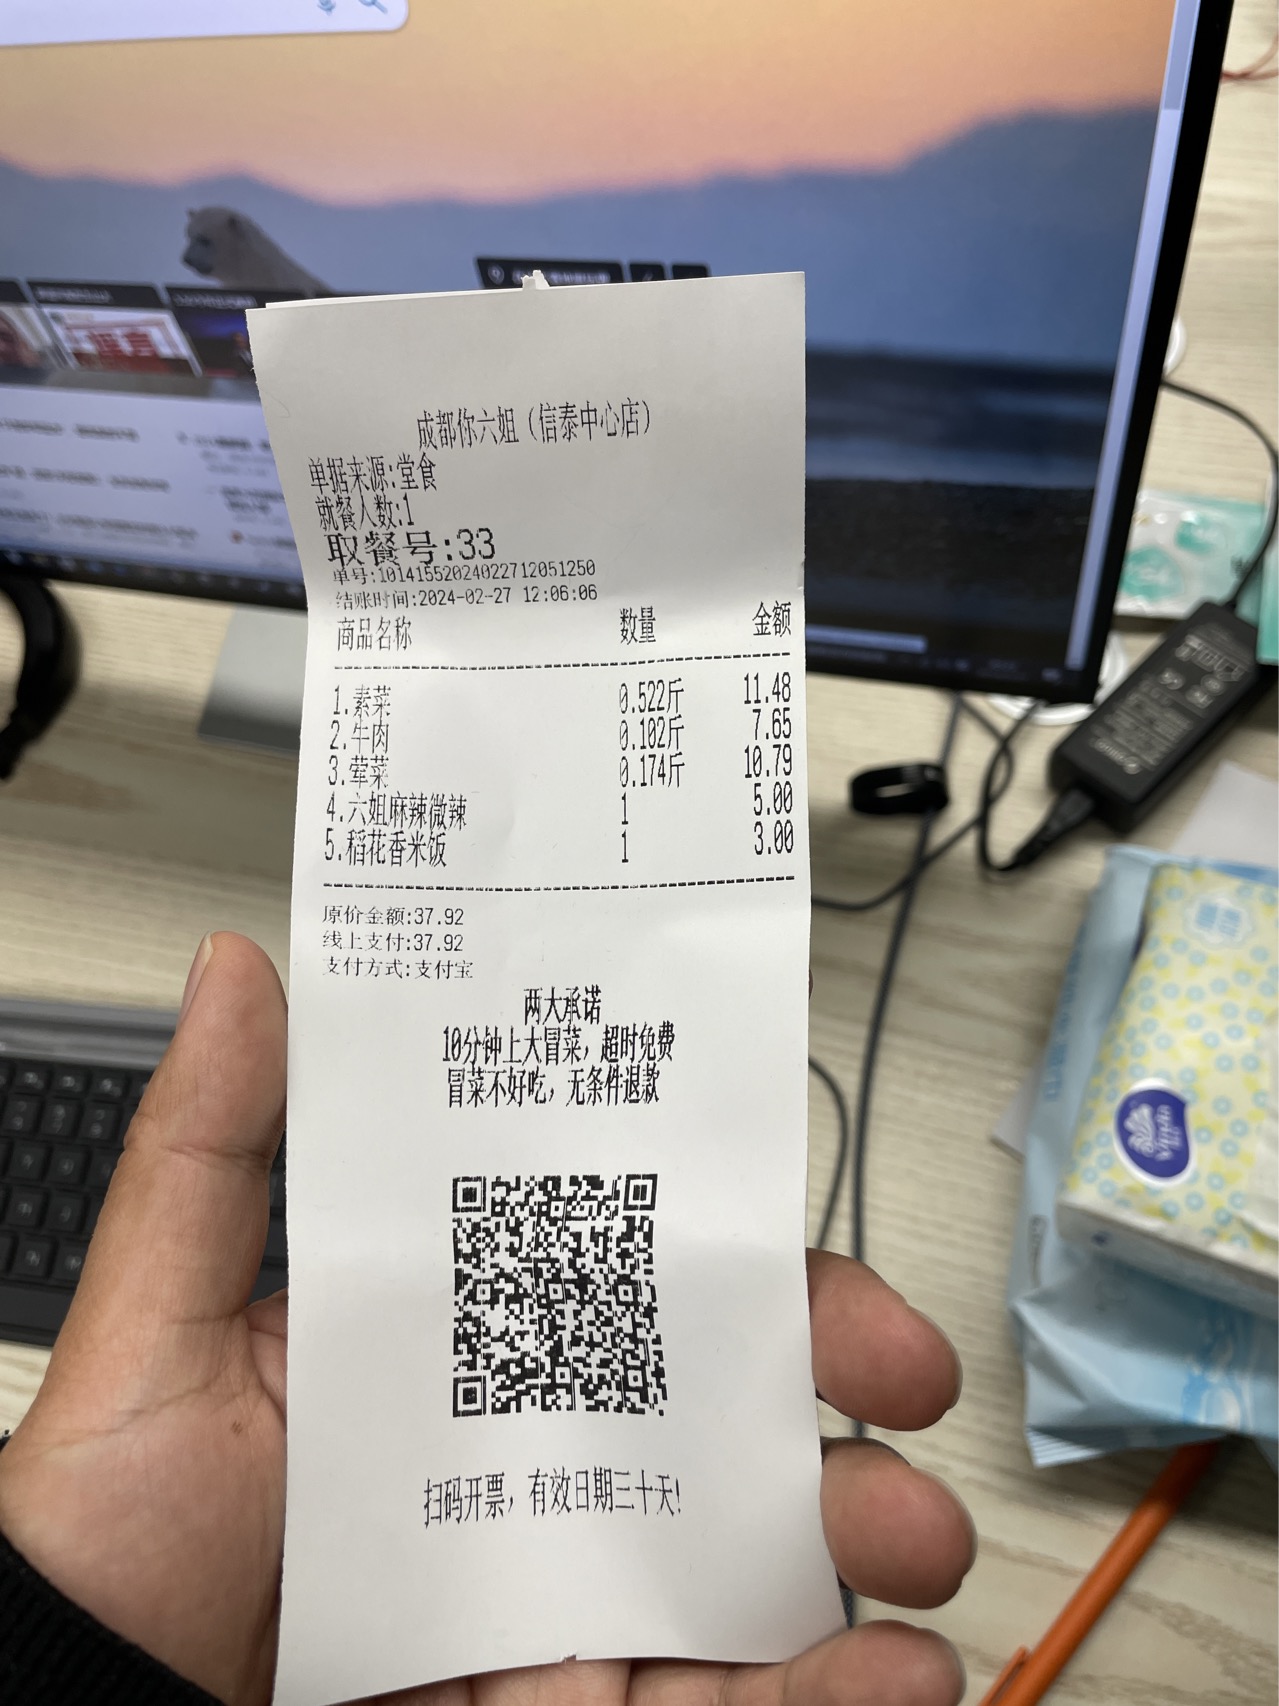 成都你六姐（信泰中心店）
单据来源:堂食
就餐人数:1
取餐号:33
单号:10141552024022712051250
结账时间:2024-02-27 12:06:06
商品名称 数量 金额
1.素菜 0.522斤 11.48
2.牛肉 0.102斤 7.65
3.荤菜 0.174斤 10.79
4.六姐麻辣微辣 1 5.00
5.稻花香米饭 1 3.00
原价金额:37.92
线上支付:37.92
支付方式:支付宝
两大承诺
10分钟上大冒菜，超时免费
冒菜不好吃，无条件退款
扫码开票，有效日期三十天!
Vinda